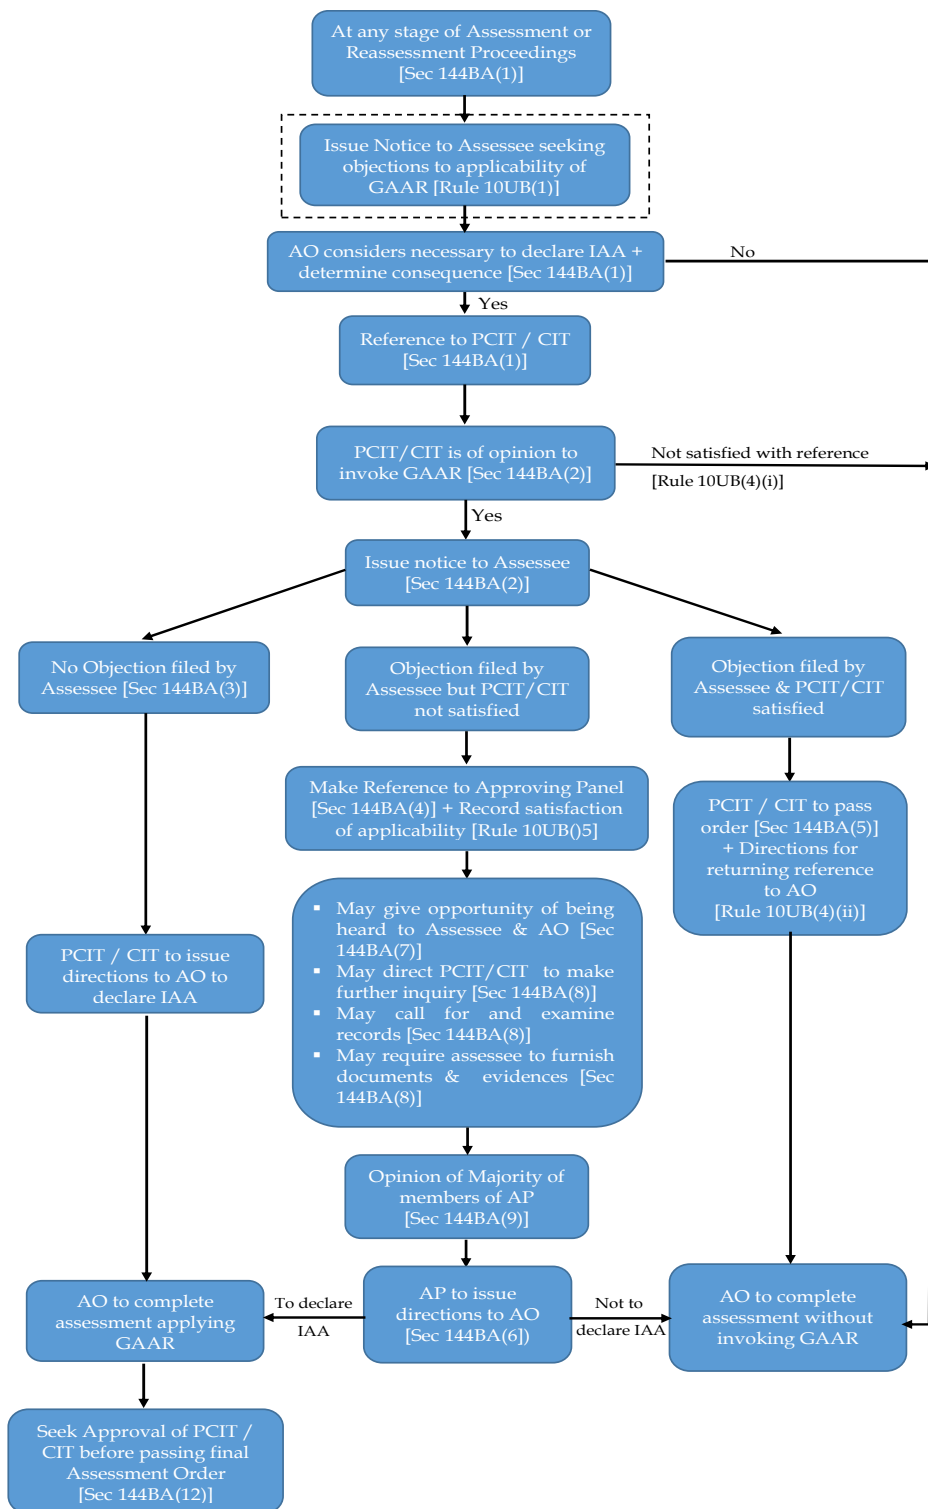 At any stage of Assessment or
Reassessment Proceedings
[Sec 144BA(1)]
Issue Notice to Assessee seeking
objections to applicability of
GAAR [Rule 10UB(1)]
AO considers necessary to declare IAA +
determine consequence [Sec 144BA(1)]
No
Yes
Reference to PCIT / CIT
[Sec 144BA(1)]
PCIT/CIT is of opinion to
invoke GAAR [Sec 144BA(2)]
Not satisfied with reference
[Rule 10UB(4)(i)]
Yes
Issue notice to Assessee
[Sec 144BA(2)]
No Objection filed by
Assessee [Sec 144BA(3)]
Objection filed by
Assessee but PCIT/CIT
not satisfied
Objection filed by
Assessee & PCIT/CIT
satisfied
Make Reference to Approving Panel
[Sec 144BA(4)] + Record satisfaction
of applicability [Rule 10UB()5]
PCIT / CIT to pass
order [Sec 144BA(5)]
+ Directions for
returning reference
to AO
[Rule 10UB(4)(ii)]
PCIT / CIT to issue
directions to AO to
declare IAA
▪ May give opportunity of being
heard to Assessee & AO [Sec
144BA(7)]
▪ May direct PCIT/CIT to make
further inquiry [Sec 144BA(8)]
▪ May call for and examine
records [Sec 144BA(8)]
▪ May require assessee to furnish
documents & evidences [Sec
144BA(8)]
Opinion of Majority of
members of AP
[Sec 144BA(9)]
AO to complete
assessment applying
GAAR
To declare
IAA
AP to issue
directions to AO
[Sec 144BA(6])
Not to
declare IAA
AO to complete
assessment without
invoking GAAR
Seek Approval of PCIT /
CIT before passing final
Assessment Order
[Sec 144BA(12)]